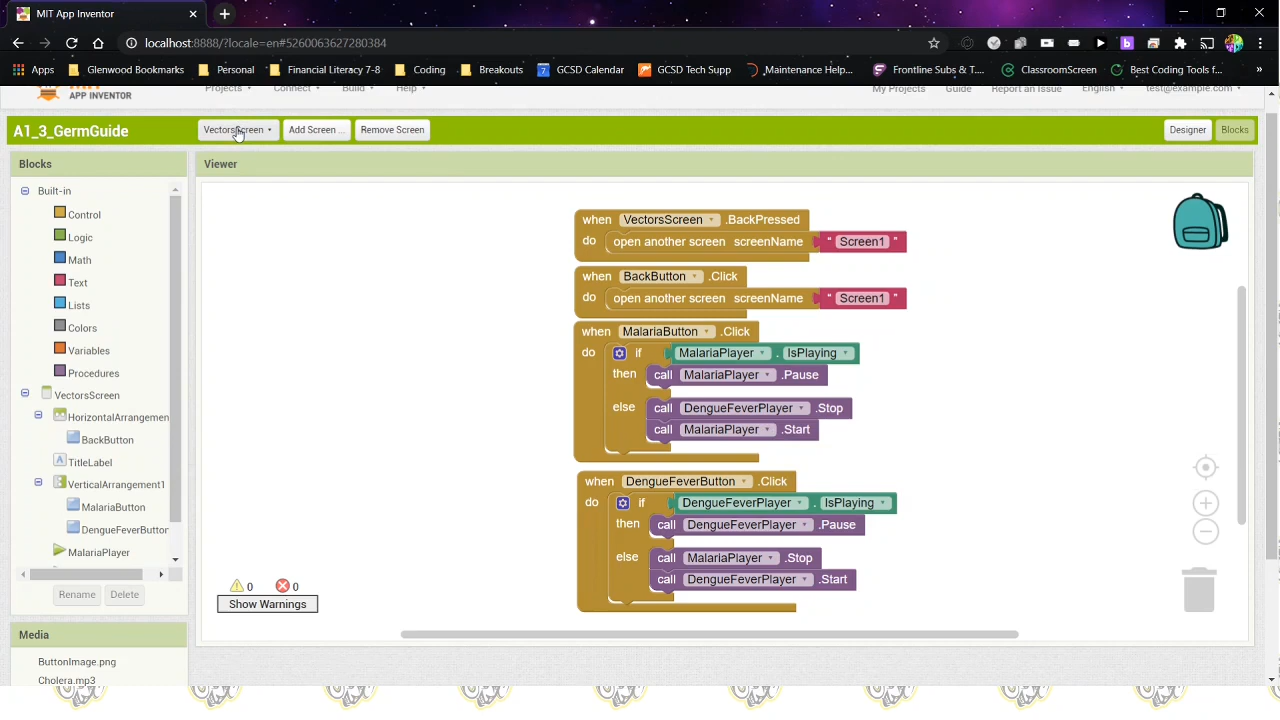 MIT App Inventor
localhost:8888/?locale=en#5260063627280384
Apps Glenwood Bookmarks Personal Financial Literacy 7-8 Coding Breakouts GCSD Calendar GCSD Tech Supp Maintenance Help... Frontline Subs & T... ClassroomScreen Best Coding Tools f... »
APP INVENTOR Projects Connect Build Help My Projects Guide Report an Issue English test@example.com
A1_3_GermGuide VectorsScreen Add Screen ... Remove Screen Designer Blocks
Blocks
Built-in
Control
Logic
Math
Text
Lists
Colors
Variables
Procedures
VectorsScreen
HorizontalArrangemen
BackButton
TitleLabel
VerticalArrangement1
MalariaButton
DengueFeverButton
MalariaPlayer
Rename Delete
Media
ButtonImage.png
Cholera.mp3
Viewer
when VectorsScreen .BackPressed
do open another screen screenName " Screen1 "
when BackButton .Click
do open another screen screenName " Screen1 "
when MalariaButton .Click
do if MalariaPlayer . IsPlaying
then call MalariaPlayer .Pause
else call DengueFeverPlayer .Stop
call MalariaPlayer .Start
when DengueFeverButton .Click
do if DengueFeverPlayer . IsPlaying
then call DengueFeverPlayer .Pause
else call MalariaPlayer .Stop
call DengueFeverPlayer .Start
0 0
Show Warnings